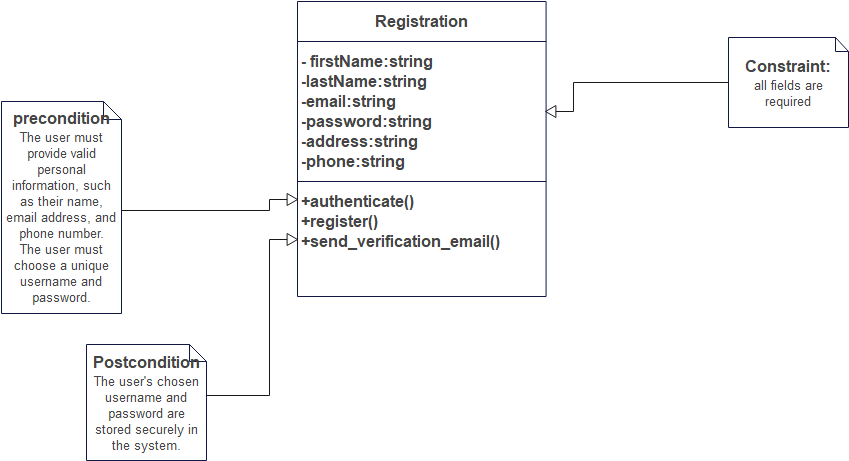 Registration
- firstName:string
-lastName:string
-email:string
-password:string
-address:string
-phone:string
+authenticate()
+register()
+send_verification_email()
Constraint:
all fields are
required
precondition
The user must
provide valid
personal
information, such
as their name,
email address, and
phone number.
The user must
choose a unique
username and
password.
Postcondition
The user's chosen
username and
password are
stored securely in
the system.